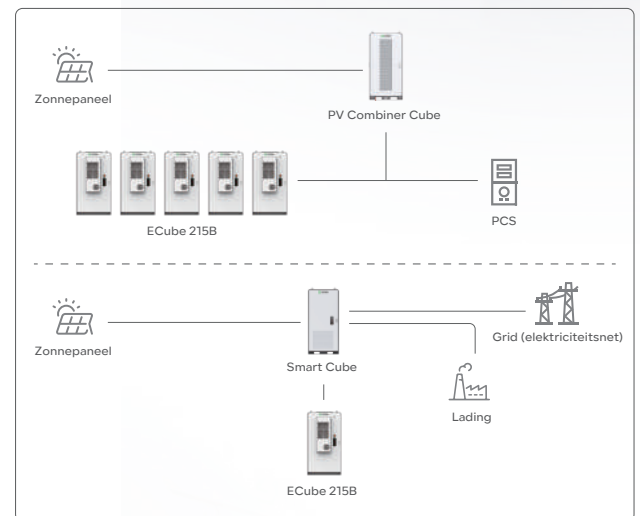 Zonnepaneel
PV Combiner Cube
ECube 215B
PCS
Zonnepaneel
Smart Cube
Grid (elektriciteitsnet)
Lading
ECube 215B